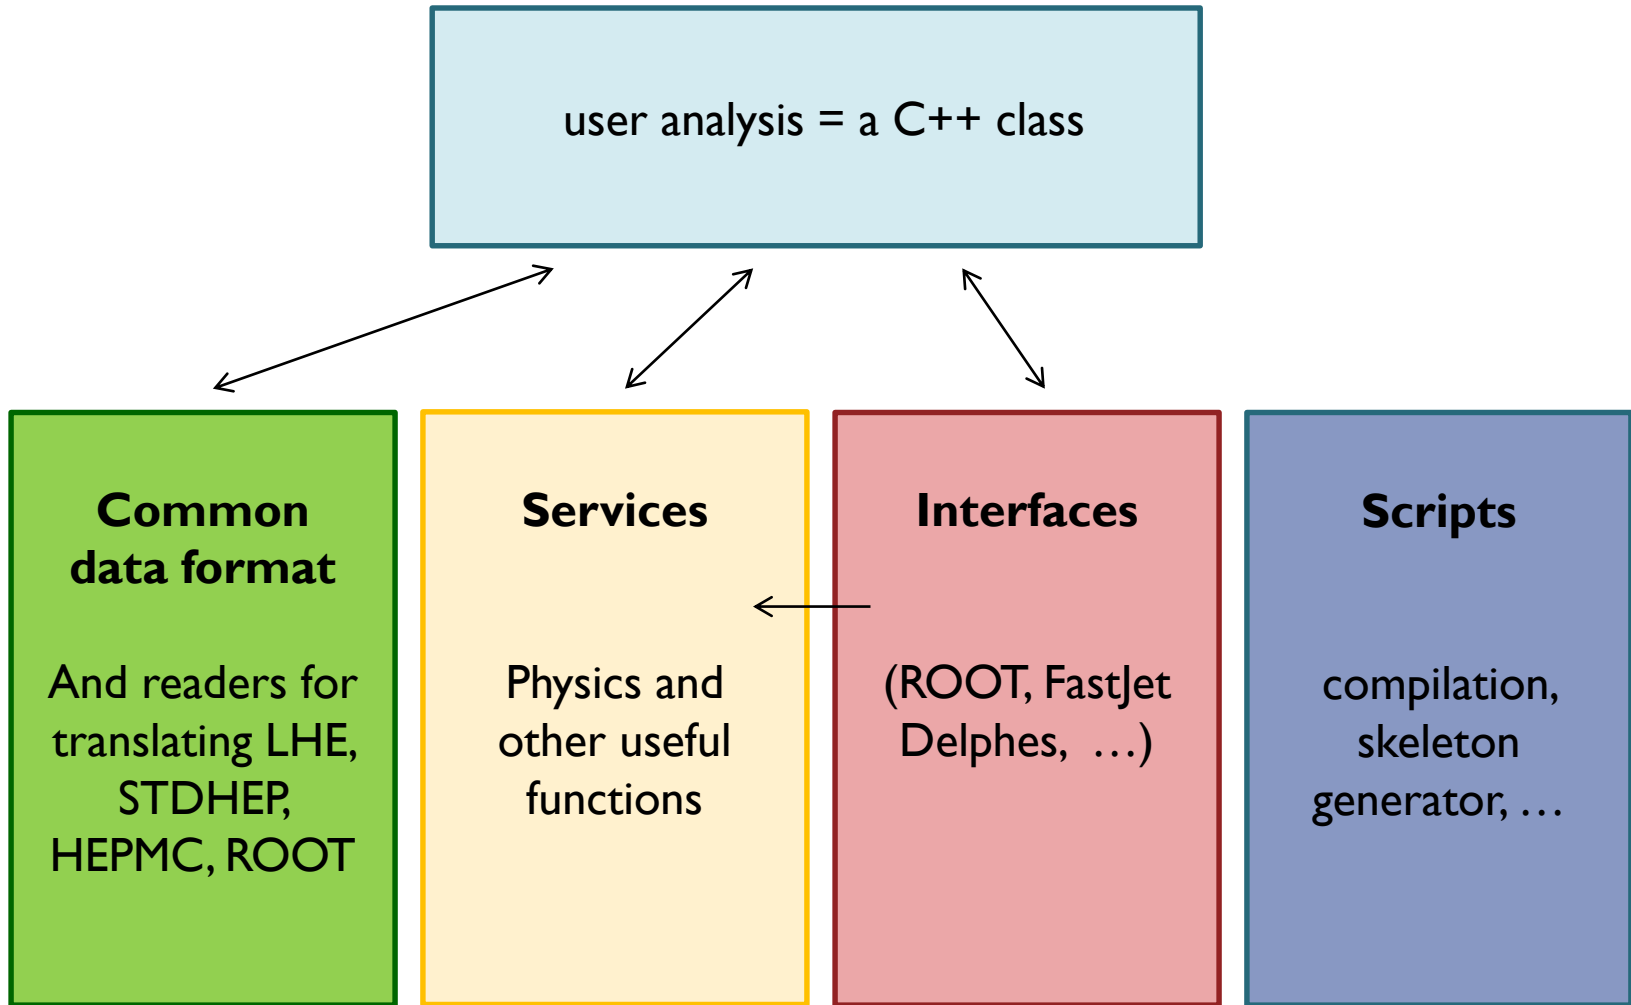 user analysis = a C++ class
Common
data format
And readers for
translating LHE,
STDHEP,
HEPMC, ROOT
Services
Physics and
other useful
functions
Interfaces
(ROOT, FastJet
Delphes, …)
Scripts
compilation,
skeleton
generator, …